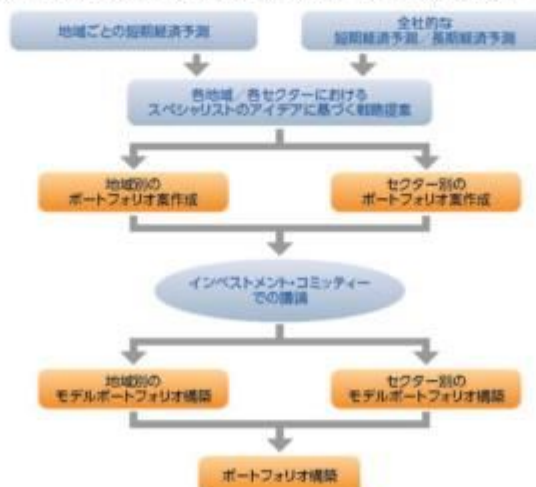 地域ごとの短期経済予測
全社的な
短期経済予測／長期経済予測
各地域／各セクターにおける
スペシャリストのアイデアに基づく戦略提案
地域別の
ポートフォリオ案作成
セクター別の
ポートフォリオ案作成
インベストメント・コミッティー
での議論
地域別の
モデルポートフォリオ構築
セクター別の
モデルポートフォリオ構築
ポートフォリオ構築